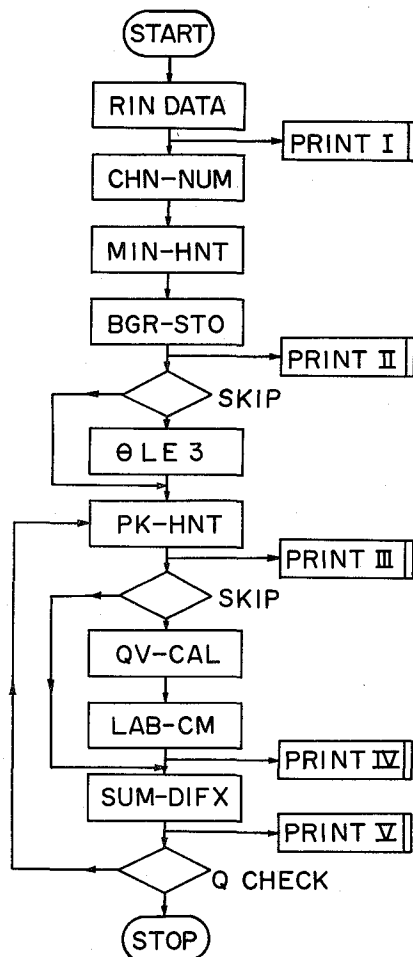 START
RIN DATA
PRINT I
CHN-NUM
MIN-HNT
BGR-STO
PRINT II
SKIP
θ LE 3
PK-HNT
PRINT III
SKIP
QV-CAL
LAB-CM
PRINT IV
SUM-DIFX
PRINT V
Q CHECK
STOP